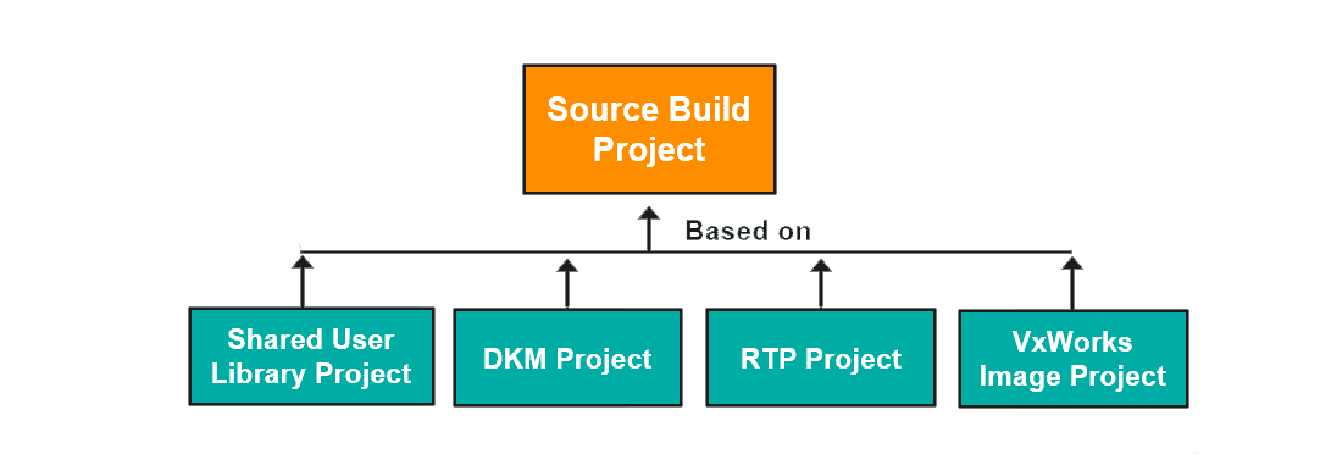 Source Build
Project
Based on
Shared User
Library Project
DKM Project
RTP Project
VxWorks
Image Project